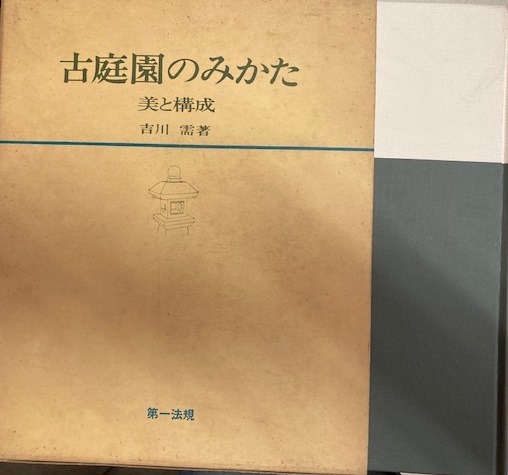 古庭園のみかた
美と構成
吉川 需著
第一法規